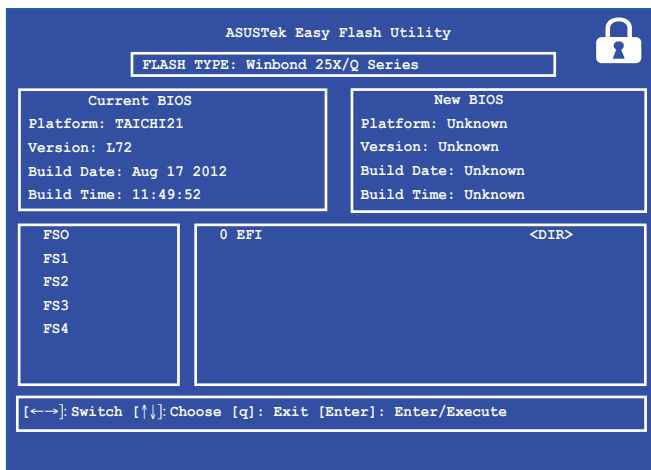 ASUSTek Easy Flash Utility
FLASH TYPE: Winbond 25X/Q Series
Current BIOS
Platform: TAICHI21
Version: L72
Build Date: Aug 17 2012
Build Time: 11:49:52
New BIOS
Platform: Unknown
Version: Unknown
Build Date: Unknown
Build Time: Unknown
FSO
FS1
FS2
FS3
FS4
0 EFI <DIR>
[←→]: Switch [↑↓]: Choose [q]: Exit [Enter]: Enter/Execute